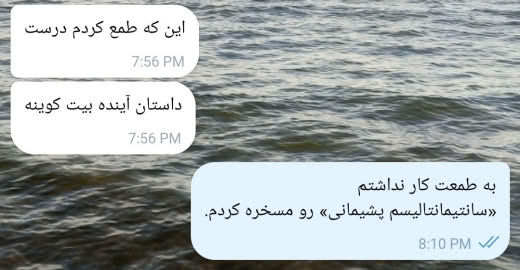 این که طمع کردم درست
7:56 PM
داستان آینده بیت کوینه
7:56 PM
به طمعت کار نداشتم
«سانتیمانتالیسم پشیمانی» رو مسخره کردم.
8:10 PM